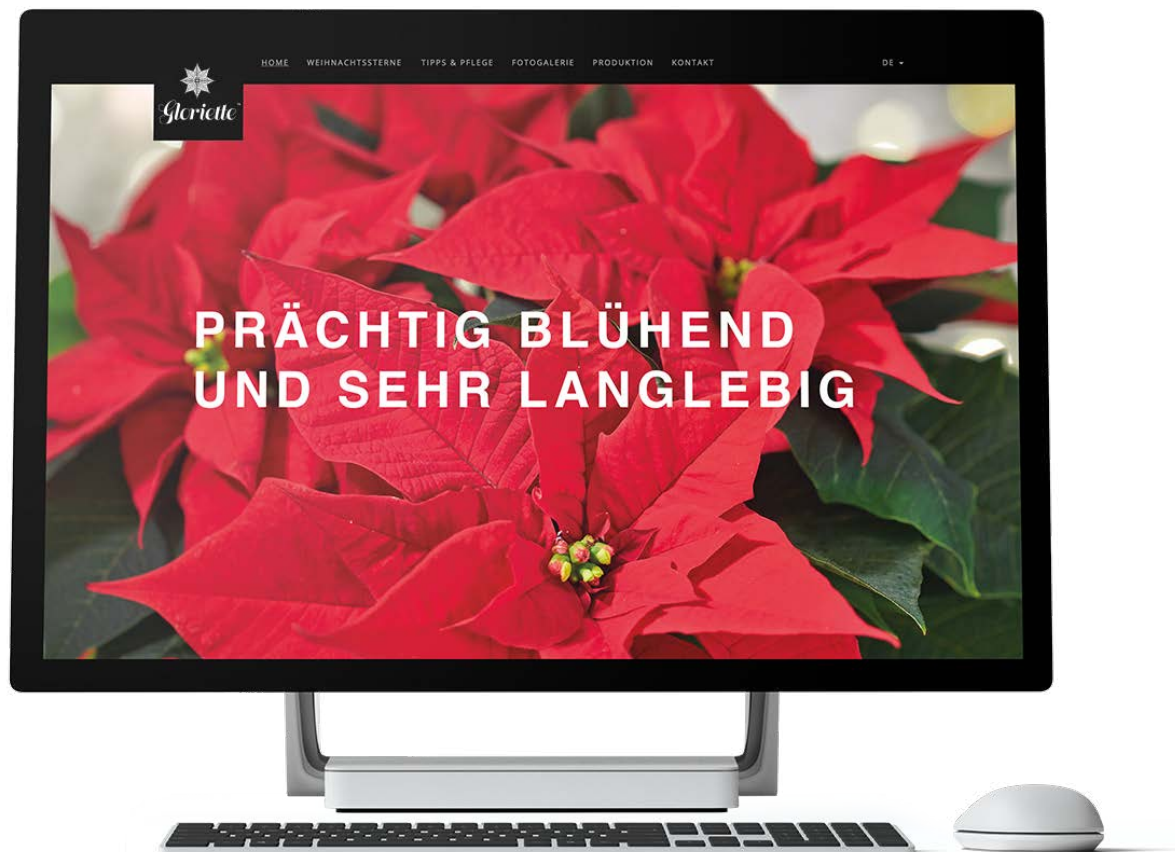 HOME WEIHNACHTSSTERNE TIPPS & PFLEGE FOTOGALERIE PRODUKTION KONTAKT DE
Gloriette
PRÄCHTIG BLÜHEND
UND SEHR LANGLEBIG